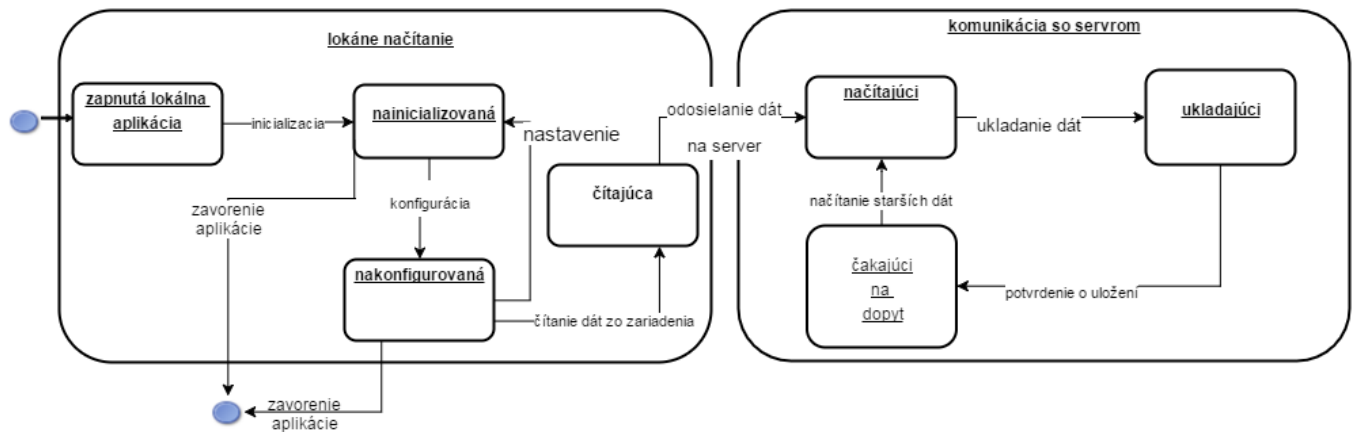 lokáne načítanie
komunikácia so servrom
zapnutá lokálna
aplikácia
inicializacia
nainicializovaná
nastavenie
odosielanie dát
na server
načítajúci
ukladanie dát
ukladajúci
čítajúca
zavorenie
aplikácie
konfigurácia
načítanie starších dát
nakonfigurovaná
čítanie dát zo zariadenia
čakajúci
na
dopyt
potvrdenie o uložení
zavorenie
aplikácie